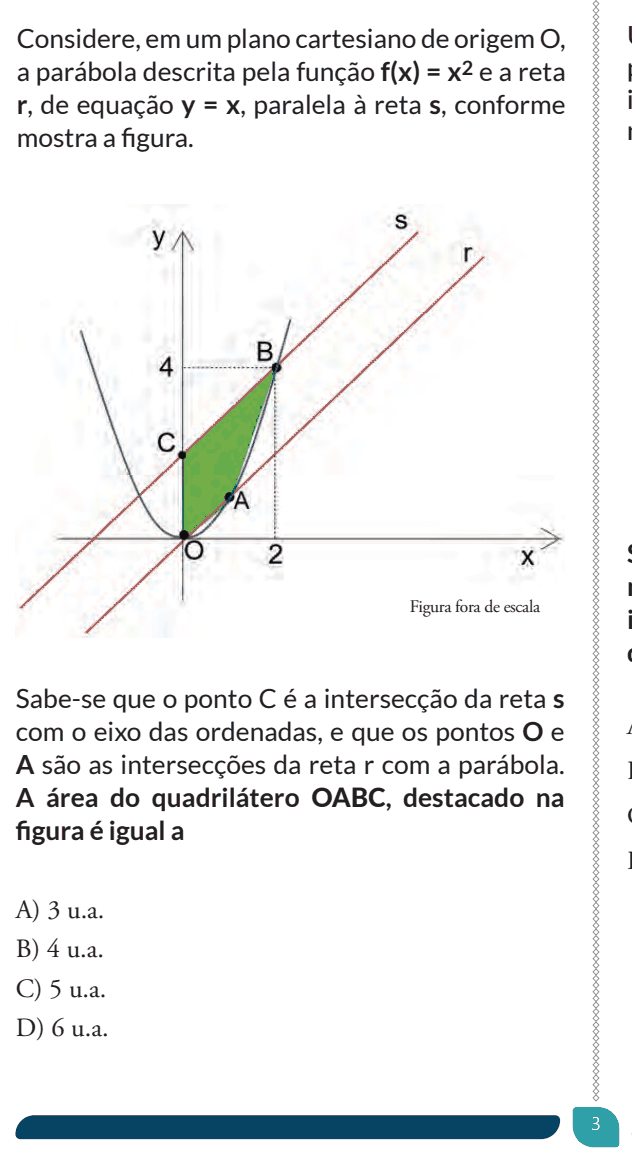 Considere, em um plano cartesiano de origem O,
a parábola descrita pela função f(x) = x² e a reta
r, de equação y = x, paralela à reta s, conforme
mostra a figura.
s
r
y
B
4
C
A
O
2
x
Figura fora de escala
Sabe-se que o ponto C é a intersecção da reta s
com o eixo das ordenadas, e que os pontos O e
A são as intersecções da reta r com a parábola.
A área do quadrilátero OABC, destacado na
figura é igual a
A) 3 u.a.
B) 4 u.a.
C) 5 u.a.
D) 6 u.a.
3